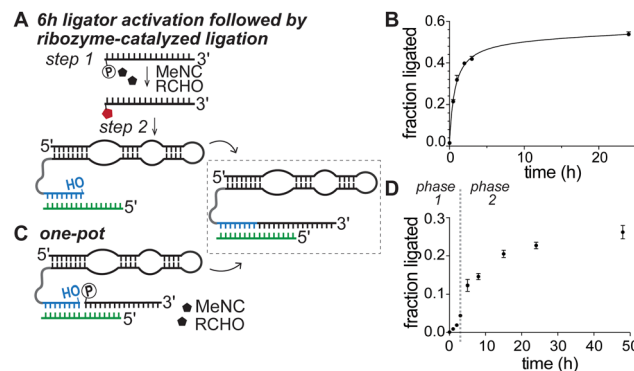 A 6h ligator activation followed by
ribozyme-catalyzed ligation
step 1
3'
P
MeNC
RCHO
3'
step 2
5'
HO
5'
3'
5'
C one-pot
5'
HO
P
3'
5'
MeNC
RCHO
B
fraction ligated
0.6
0.4
0.2
0.0
0
10
20
time (h)
D
phase
1
phase
2
fraction ligated
0.3
0.2
0.1
0.0
0
10
20
30
40
50
time (h)
5'